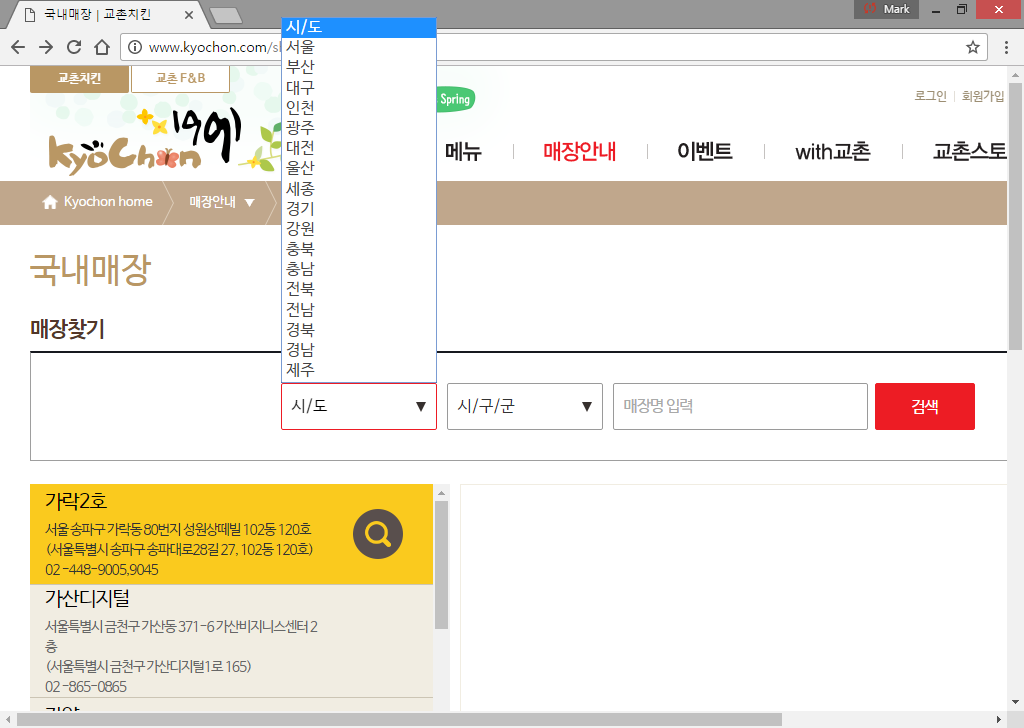 국내매장 | 교촌치킨
Mark
www.kyochon.com/s
교촌치킨
교촌 F&B
Spring
로그인
회원가입
kyochon
메뉴
매장안내
이벤트
with교촌
교촌스토
Kyochon home
매장안내
국내매장
매장찾기
시/도
서울
부산
대구
인천
광주
대전
울산
세종
경기
강원
충북
충남
전북
전남
경북
경남
제주
시/도
시/구/군
매장명 입력
검색
가락2호
서울 송파구 가락동 80번지 성원상떼빌 102동 120호
(서울특별시 송파구 송파대로28길 27, 102동 120호)
02 -448-9005,9045
가산디지털
서울특별시 금천구 가산동 371-6 가산비지니스센터 2
층
(서울특별시 금천구 가산디지털1로 165)
02 -865-0865